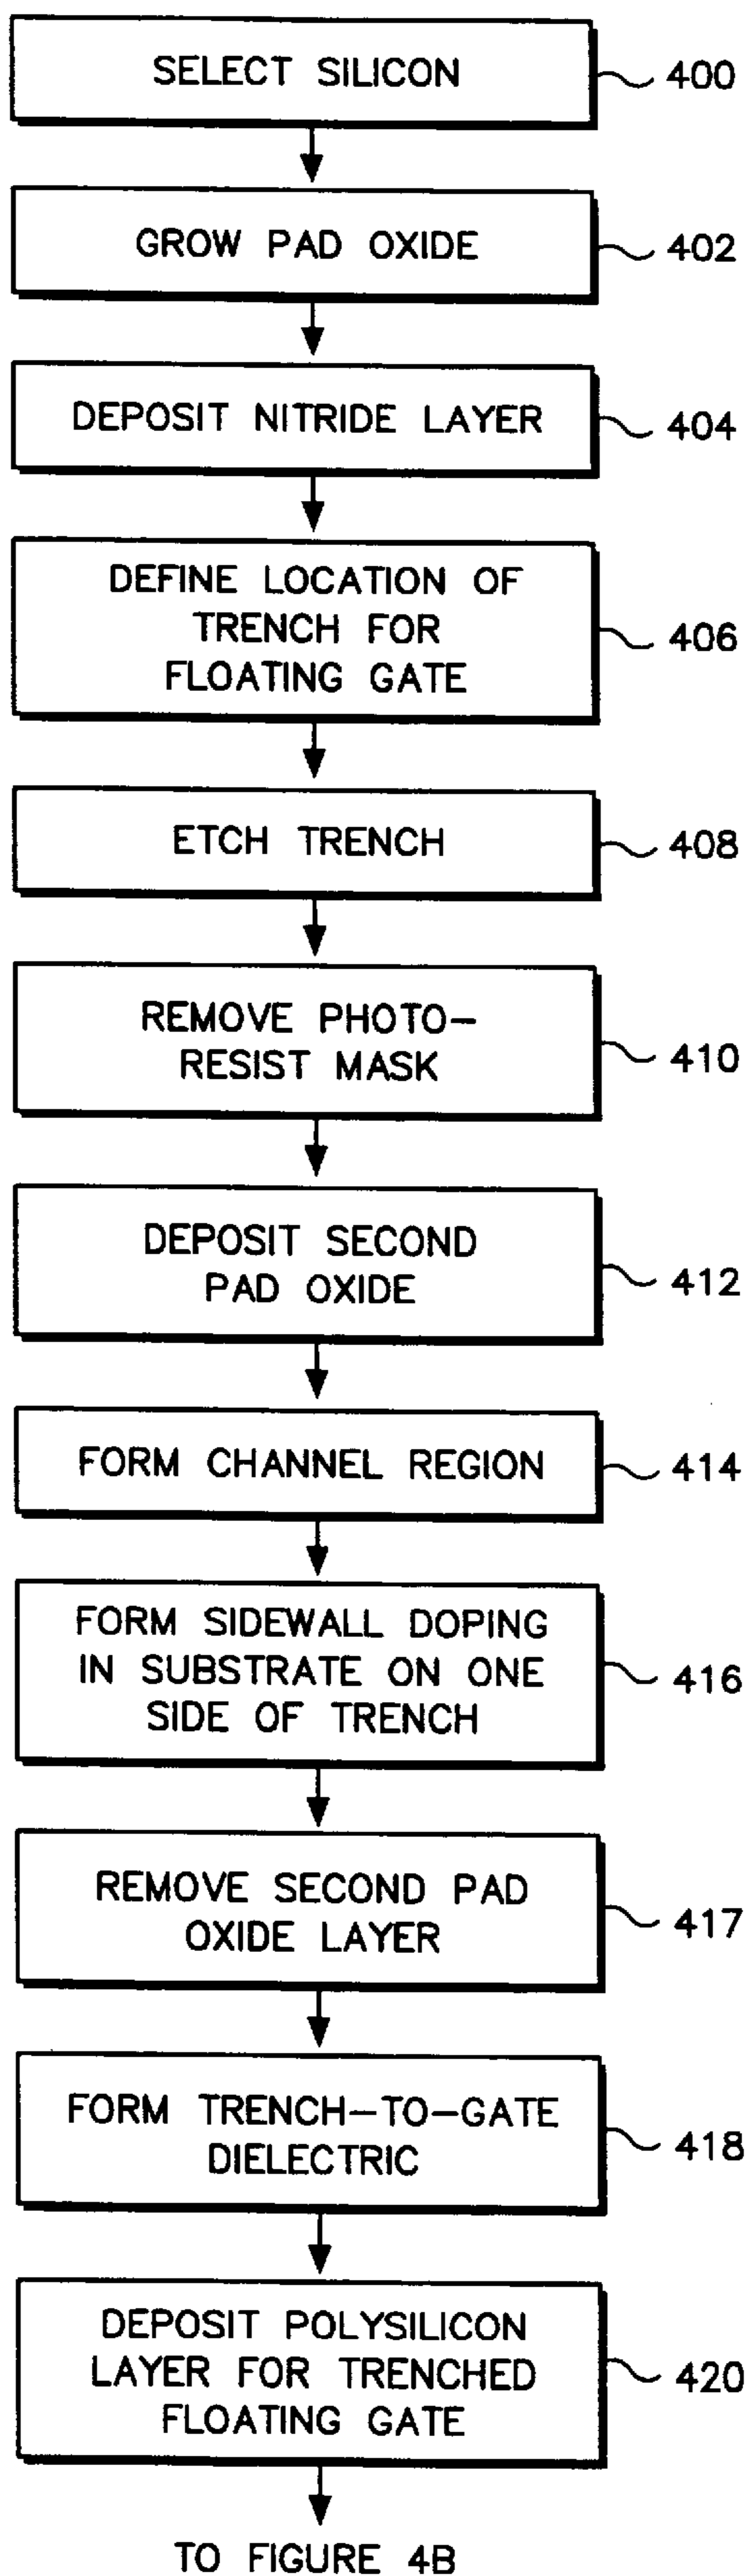 SELECT SILICON
400
GROW PAD OXIDE
402
DEPOSIT NITRIDE LAYER
404
DEFINE LOCATION OF
TRENCH FOR
FLOATING GATE
406
ETCH TRENCH
408
REMOVE PHOTO-
RESIST MASK
410
DEPOSIT SECOND
PAD OXIDE
412
FORM CHANNEL REGION
414
FORM SIDEWALL DOPING
IN SUBSTRATE ON ONE
SIDE OF TRENCH
416
REMOVE SECOND PAD
OXIDE LAYER
417
FORM TRENCH-TO-GATE
DIELECTRIC
418
DEPOSIT POLYSILICON
LAYER FOR TRENCHED
FLOATING GATE
420
TO FIGURE 4B